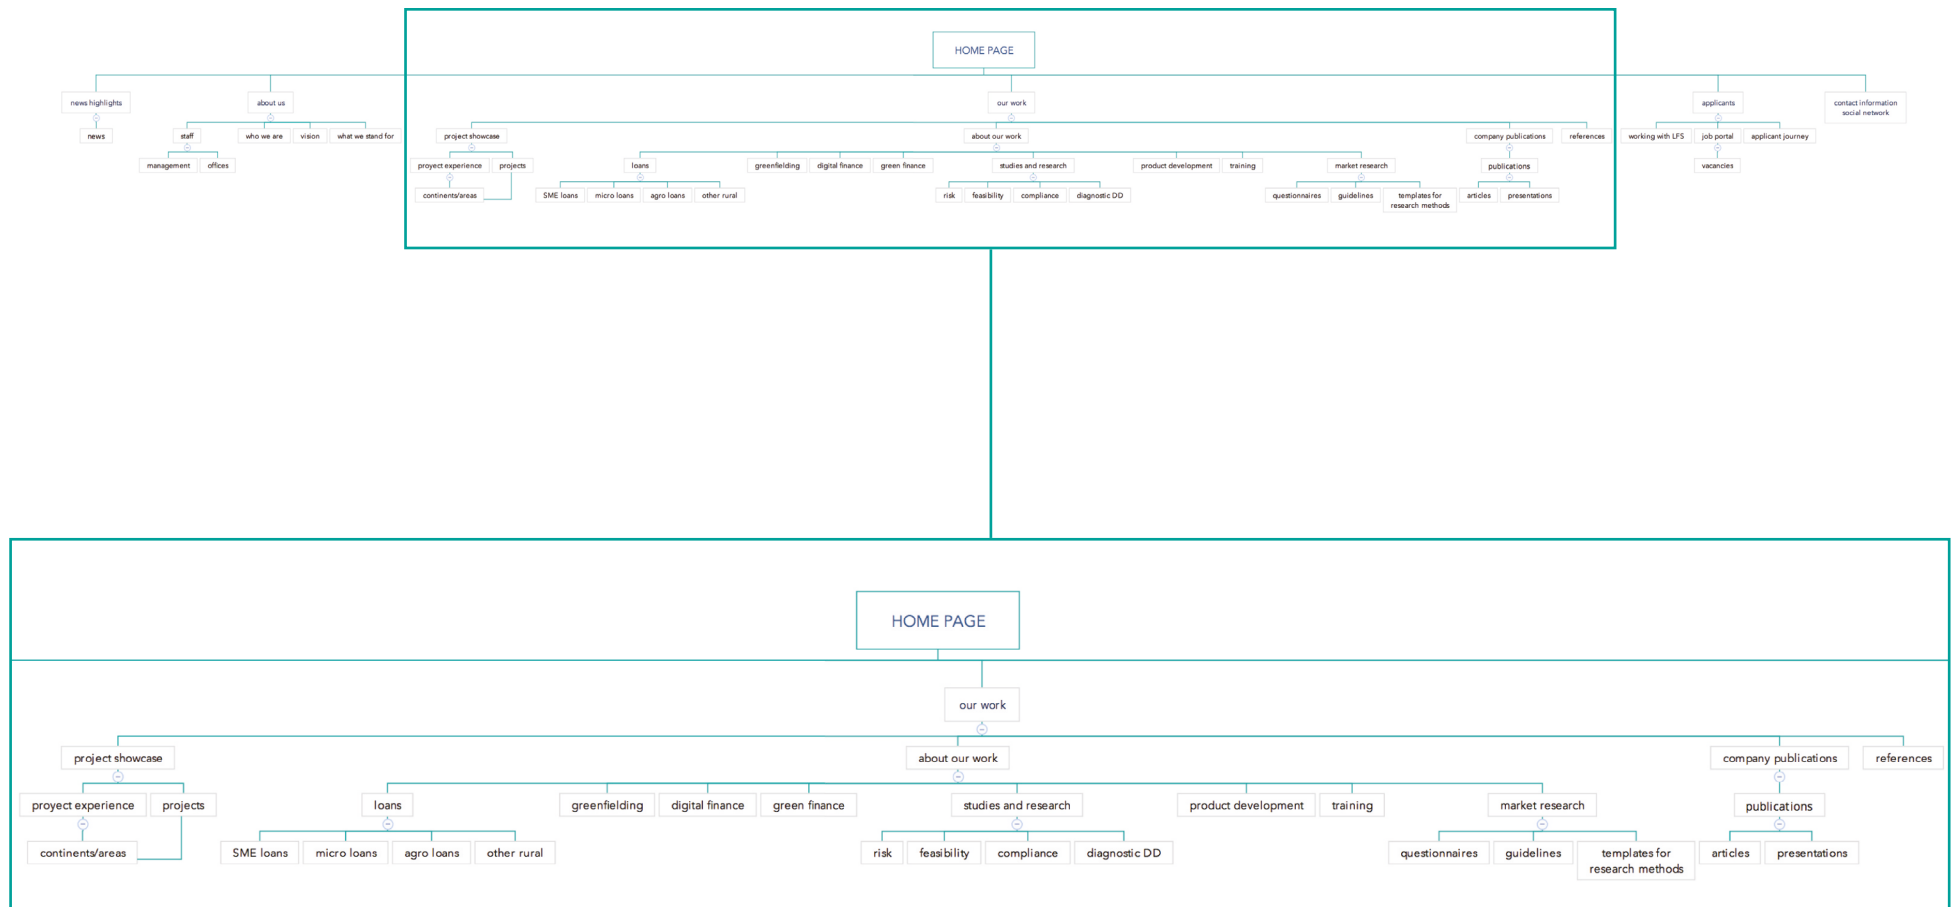 HOME PAGE
news highlights
about us
our work
applicants
contact information
social network
news
staff
who we are
vision
what we stand for
project showcase
about our work
company publications
references
working with LFS
job portal
applicant journey
management
offices
proyect experience
projects
loans
greenfielding
digital finance
green finance
studies and research
product development
training
market research
publications
vacancies
continents/areas
SME loans
micro loans
agro loans
other rural
risk
feasibility
compliance
diagnostic DD
questionnaires
guidelines
templates for
research methods
articles
presentations
HOME PAGE
our work
project showcase
about our work
company publications
references
proyect experience
projects
loans
greenfielding
digital finance
green finance
studies and research
product development
training
market research
publications
continents/areas
SME loans
micro loans
agro loans
other rural
risk
feasibility
compliance
diagnostic DD
questionnaires
guidelines
templates for
research methods
articles
presentations